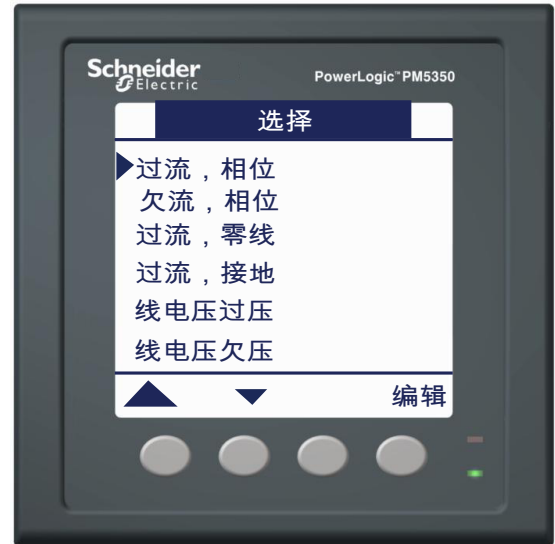 Schneider
Electric
PowerLogic™ PM5350
选择
过流，相位
欠流，相位
过流，零线
过流，接地
线电压过压
线电压欠压
编辑